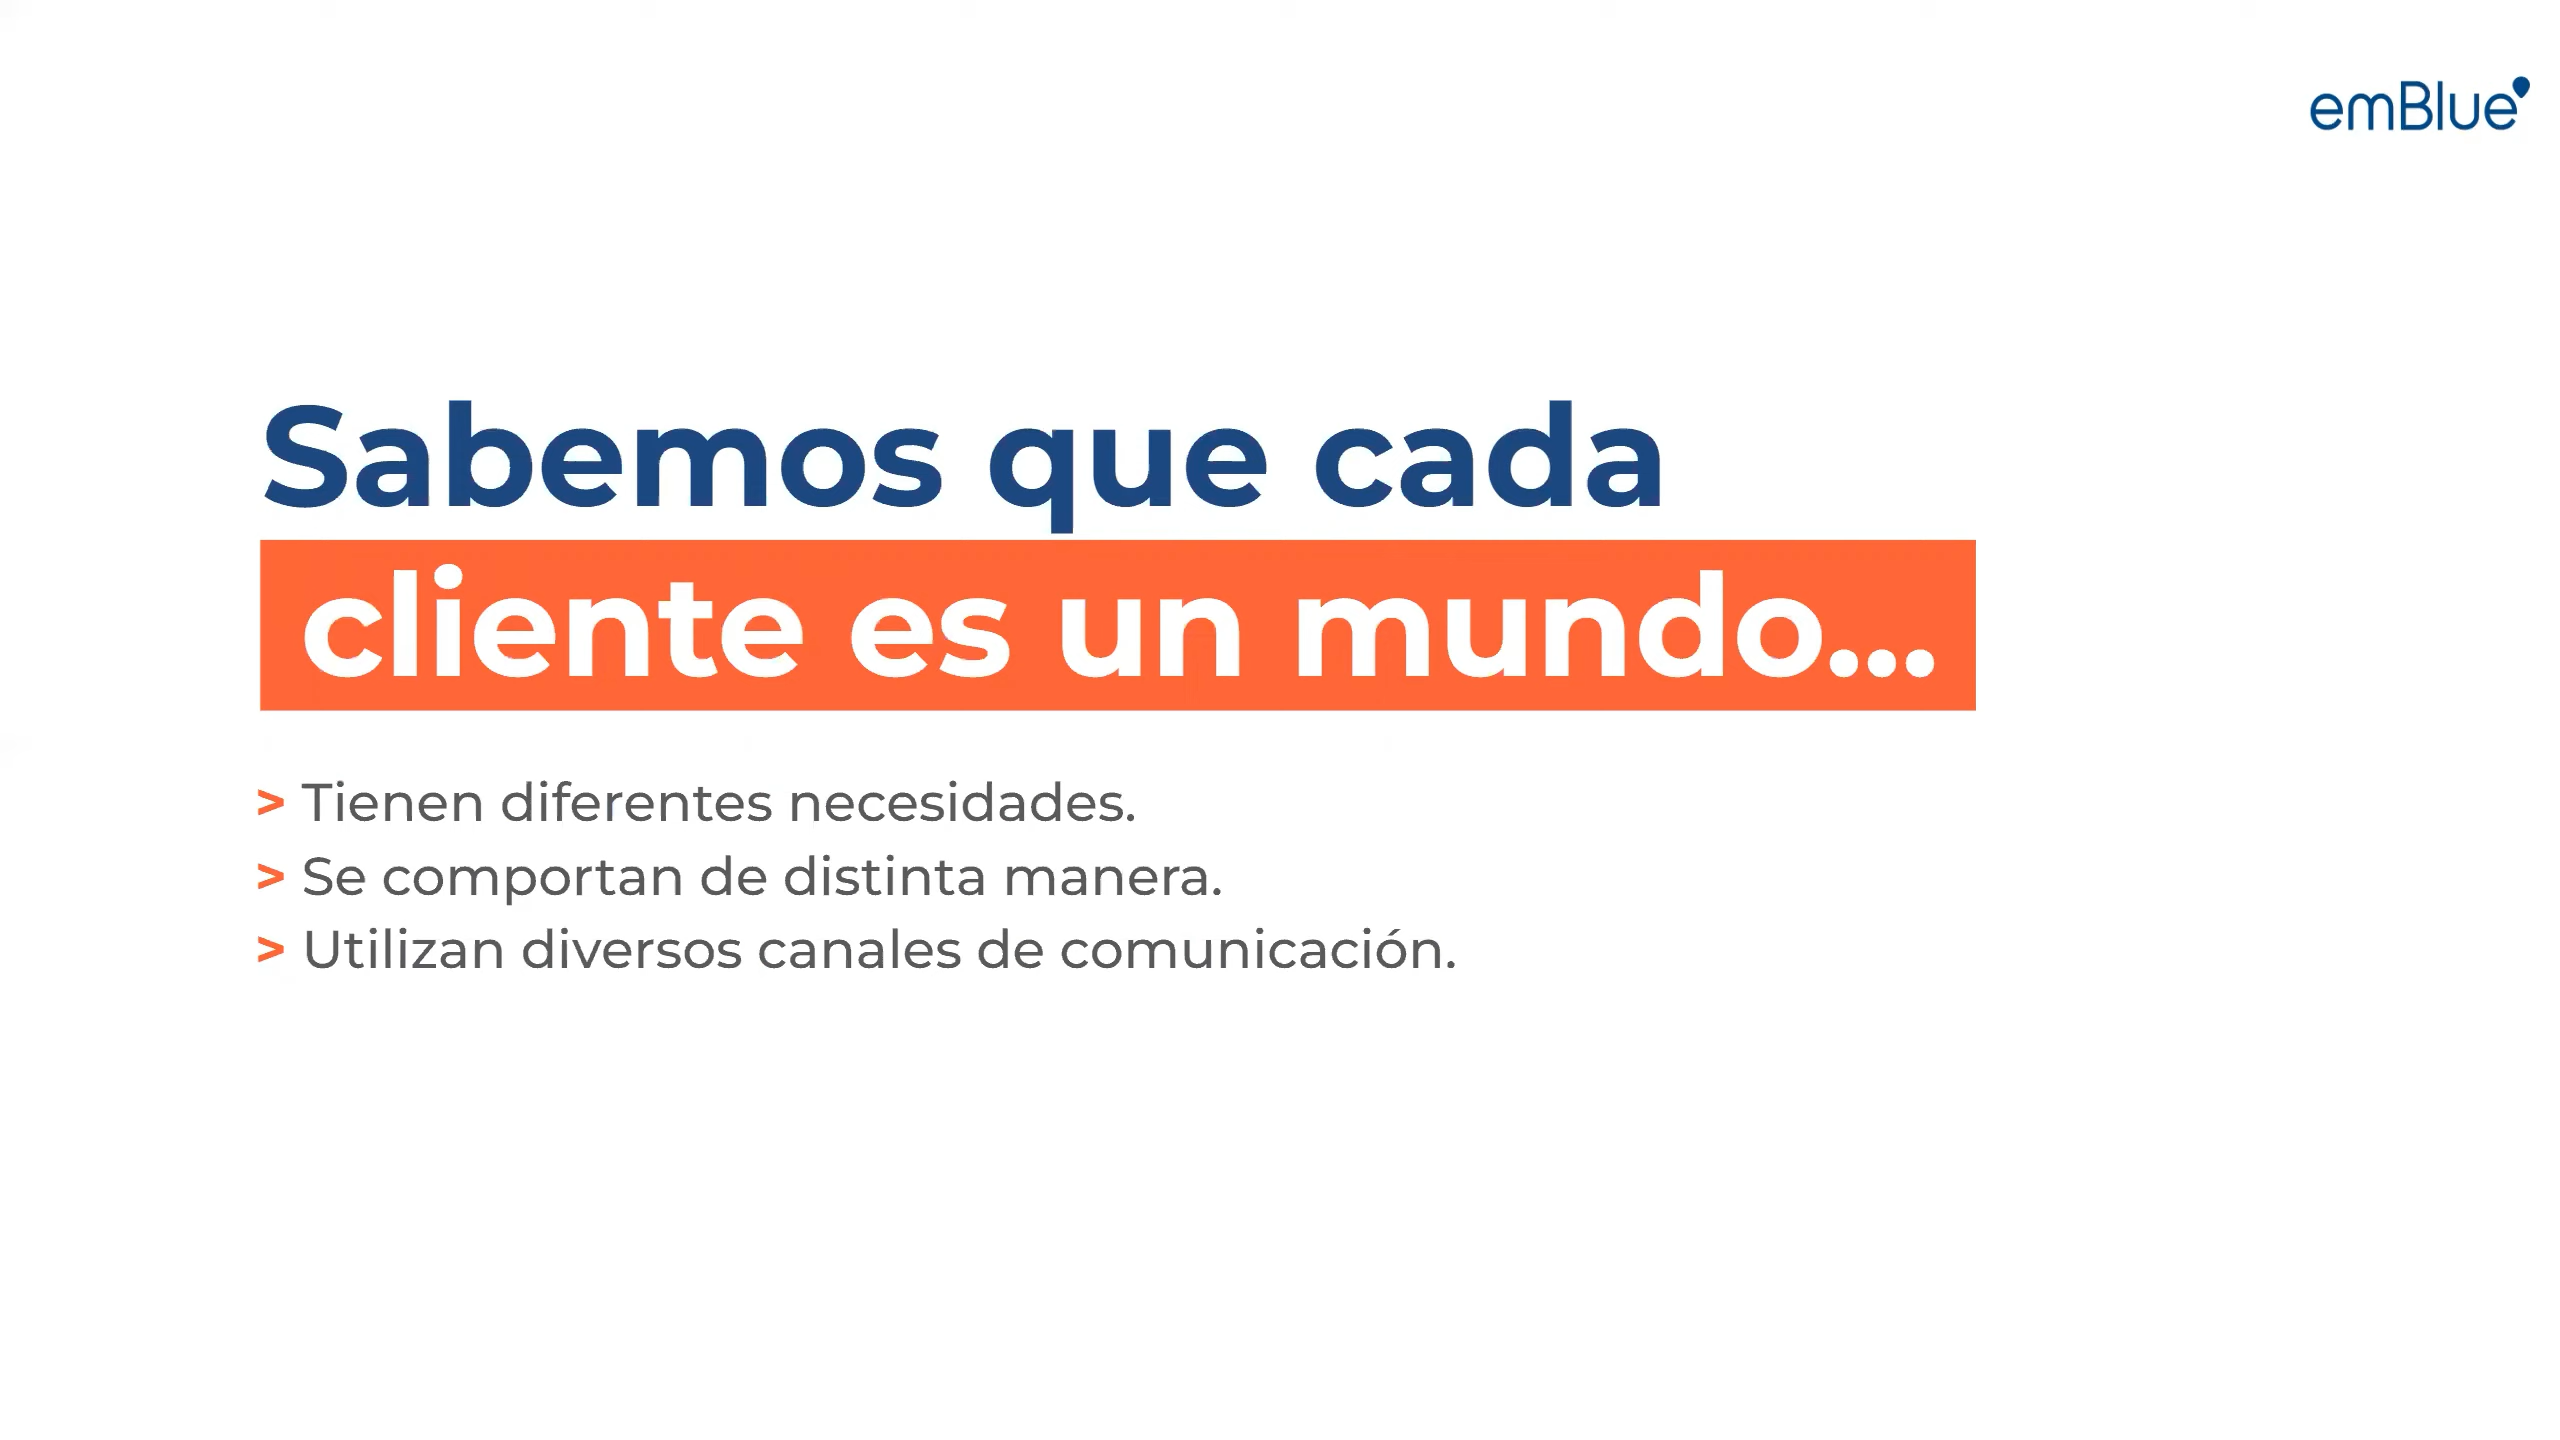 emBlue
Sabemos que cada
cliente es un mundo...
> Tienen diferentes necesidades.
> Se comportan de distinta manera.
> Utilizan diversos canales de comunicación.